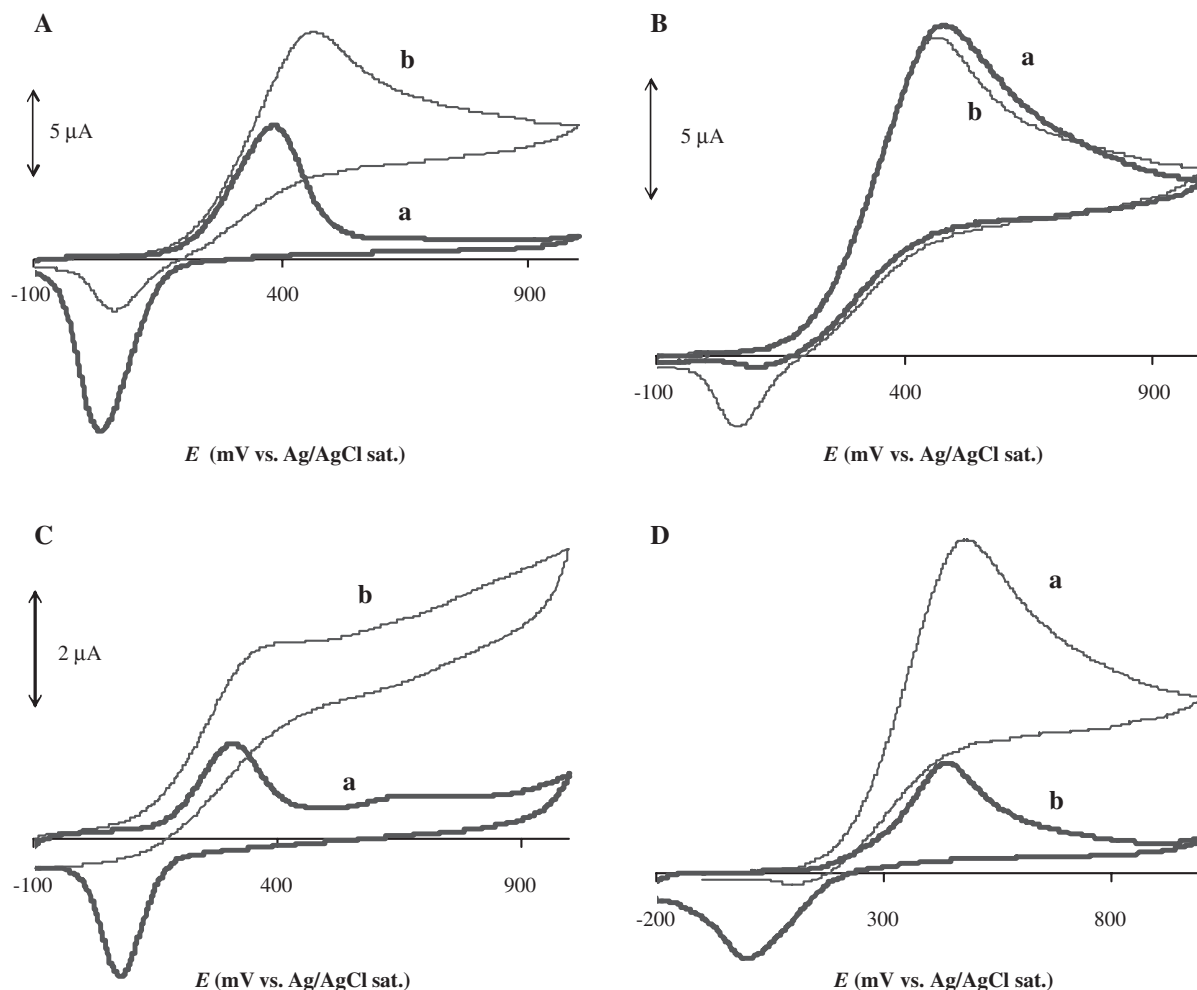 A
b
5 µA
a
-100 400 900
E (mV vs. Ag/AgCl sat.)
B
a
b
5 µA
-100 400 900
E (mV vs. Ag/AgCl sat.)
C
b
2 µA
a
-100 400 900
E (mV vs. Ag/AgCl sat.)
D
a
b
-200 300 800
E (mV vs. Ag/AgCl sat.)